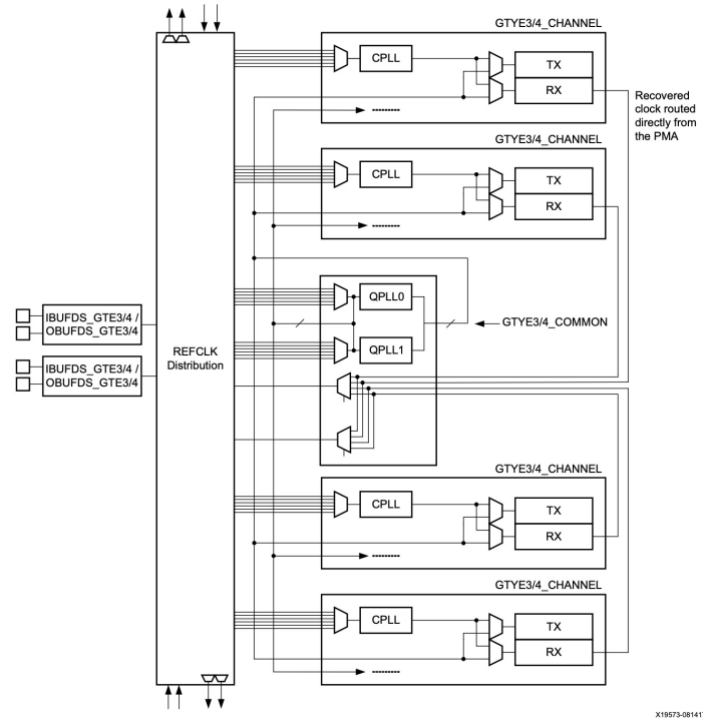 GTYE3/4_CHANNEL
CPLL
TX
RX
Recovered
clock routed
directly from
the PMA
GTYE3/4_CHANNEL
CPLL
TX
RX
IBUFDS_GTE3/4 /
OBUFDS_GTE3/4
IBUFDS_GTE3/4 /
OBUFDS_GTE3/4
REFCLK
Distribution
QPLL0
QPLL1
GTYE3/4_COMMON
GTYE3/4_CHANNEL
CPLL
TX
RX
GTYE3/4_CHANNEL
CPLL
TX
RX
X19573-081417